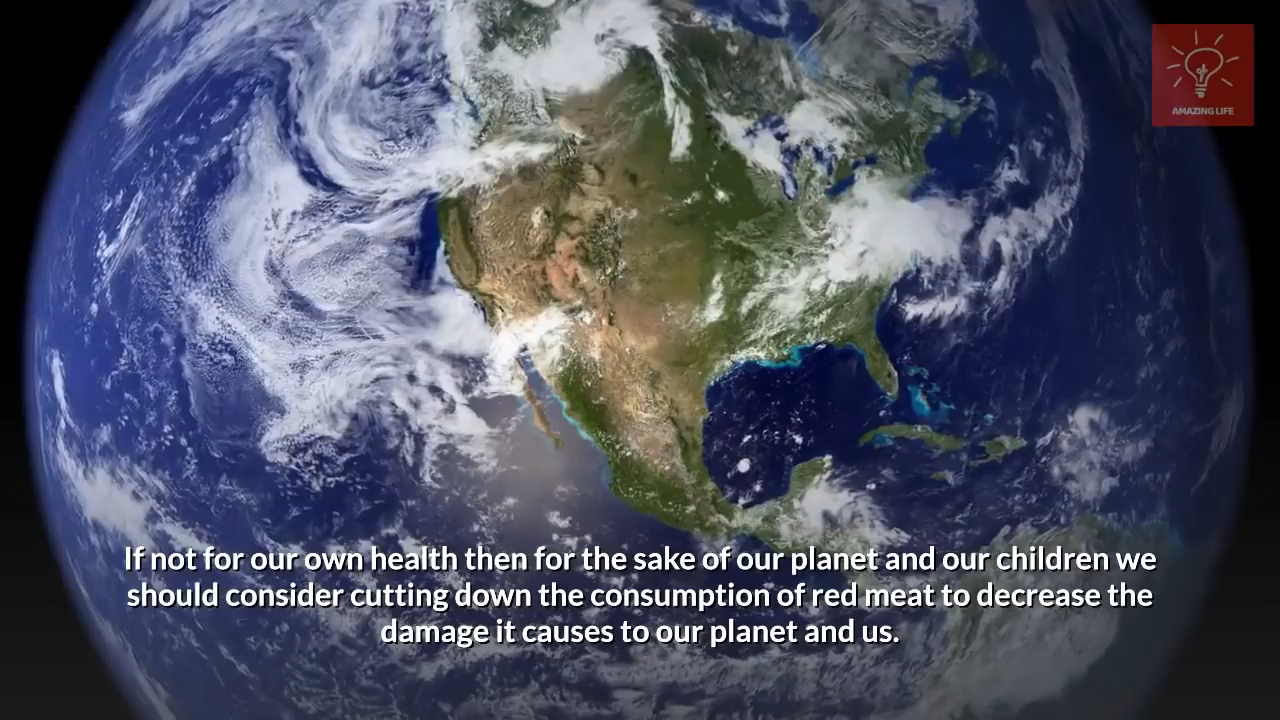 AMAZING LIFE
If not for our own health then for the sake of our planet and our children we
should consider cutting down the consumption of red meat to decrease the
damage it causes to our planet and us.